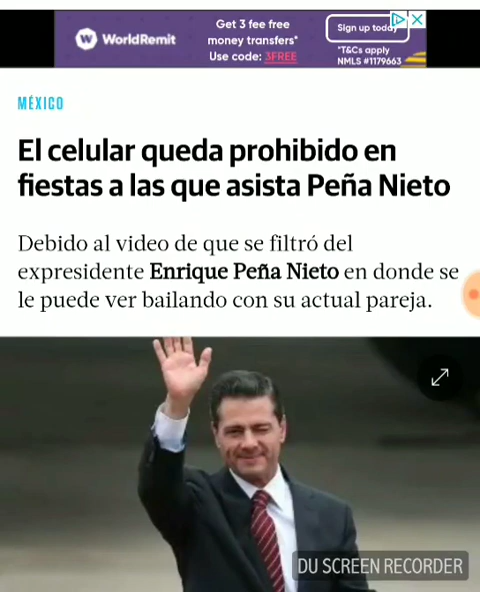 WorldRemit
Get 3 fee free
money transfers*
Use code: 3FREE
Sign up today
*T&Cs apply
NMLS #1179663
MÉXICO
El celular queda prohibido en
fiestas a las que asista Peña Nieto
Debido al video de que se filtró del
expresidente Enrique Peña Nieto en donde se
le puede ver bailando con su actual pareja.
DU SCREEN RECORDER